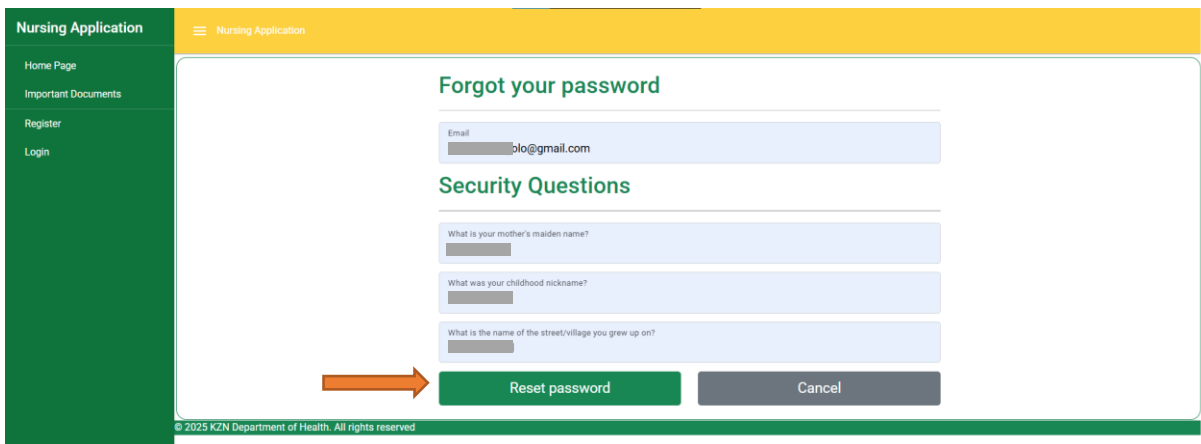 Nursing Application
Nursing Application
Home Page
Important Documents
Register
Login
Forgot your password
Email
olo@gmail.com
Security Questions
What is your mother's maiden name?
What was your childhood nickname?
What is the name of the street/village you grew up on?
Reset password
Cancel
© 2025 KZN Department of Health. All rights reserved